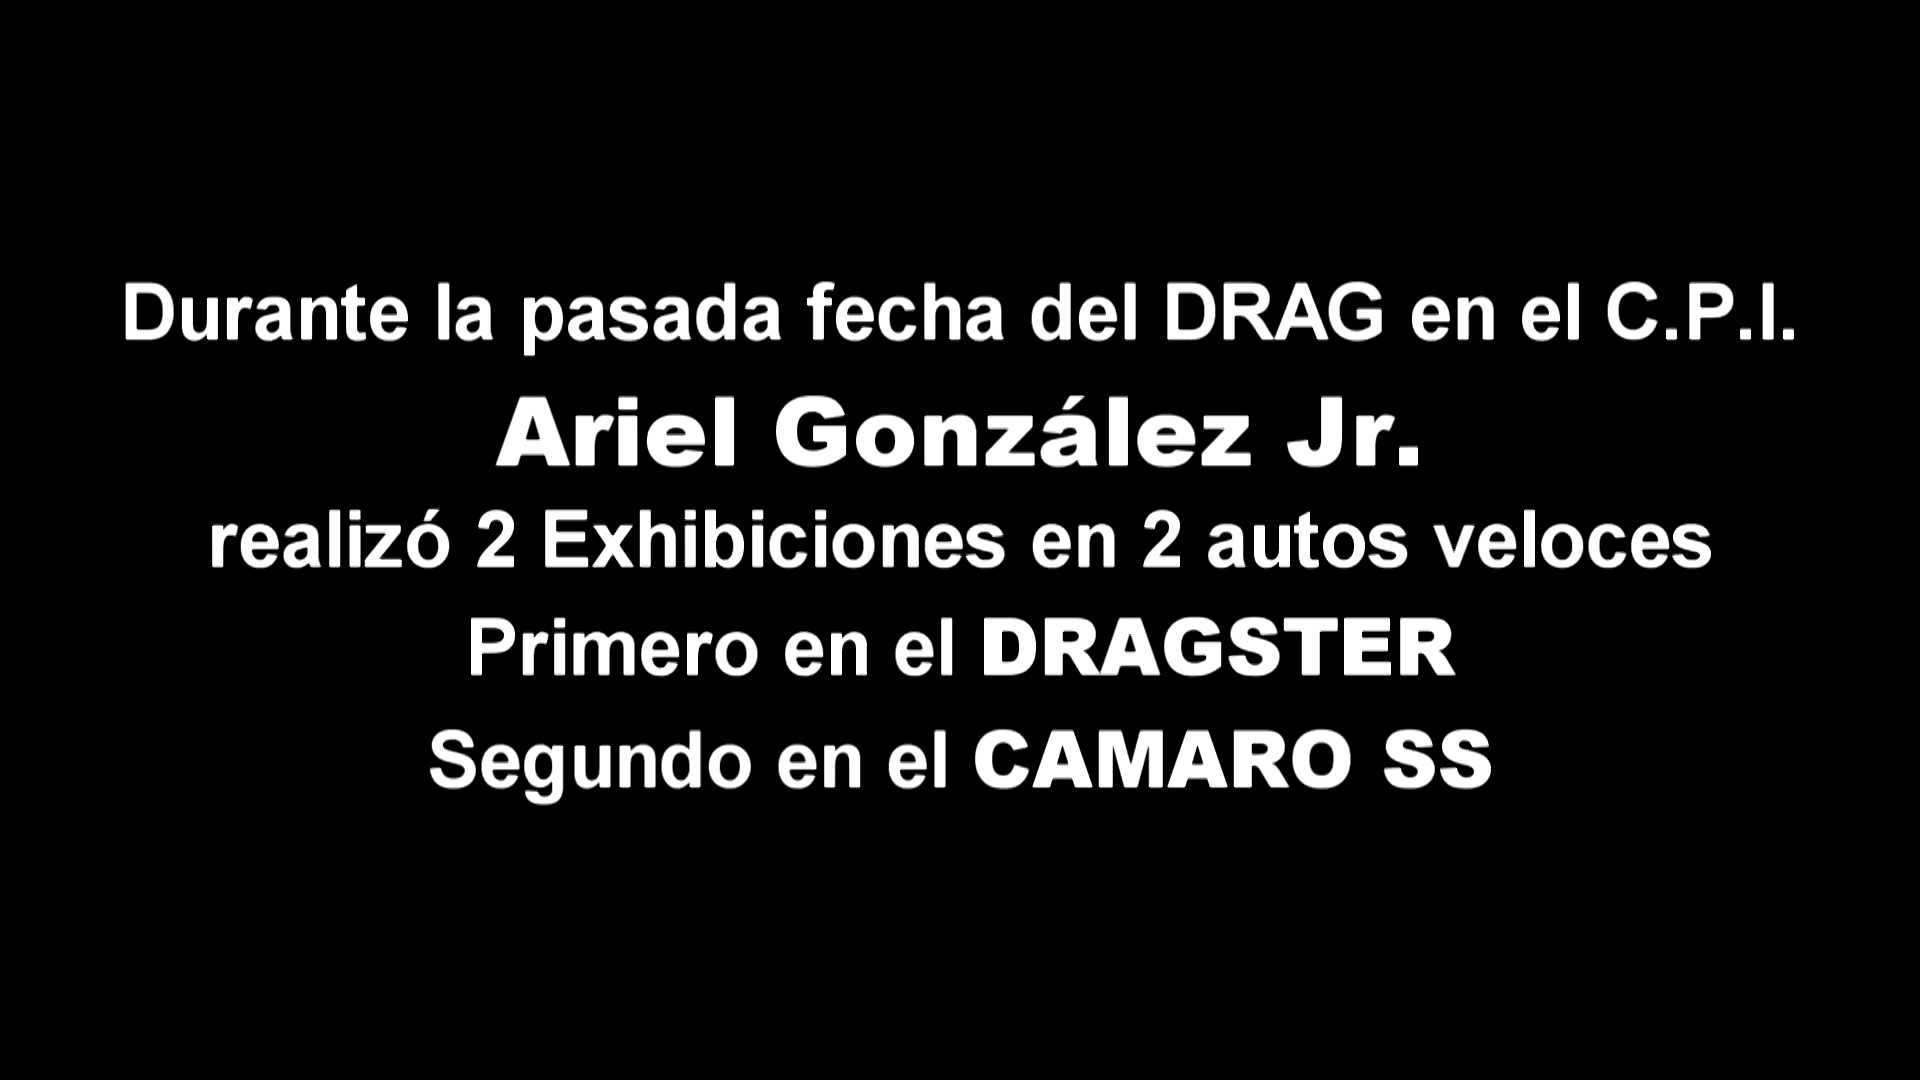 Durante la pasada fecha del DRAG en el C.P.I.
Ariel González Jr.
realizó 2 Exhibiciones en 2 autos veloces
Primero en el DRAGSTER
Segundo en el CAMARO SS